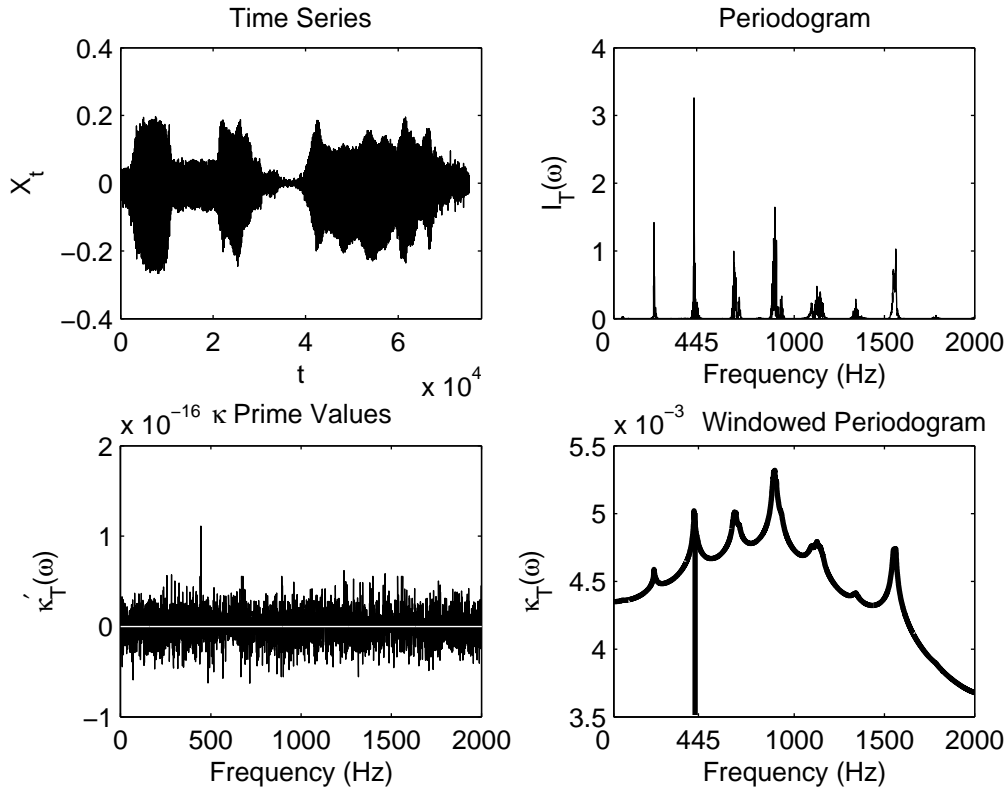 Time Series
0.4
0.2
0
−0.2
−0.4
X_t
0 2 4 6
t
x 10^4
Periodogram
4
3
2
1
0
I_T(ω)
0 445 1000 1500 2000
Frequency (Hz)
x 10^−16 κ Prime Values
2
1
0
−1
κ′_T(ω)
0 500 1000 1500 2000
Frequency (Hz)
x 10^−3 Windowed Periodogram
5.5
5
4.5
4
3.5
κ_T(ω)
0 445 1000 1500 2000
Frequency (Hz)